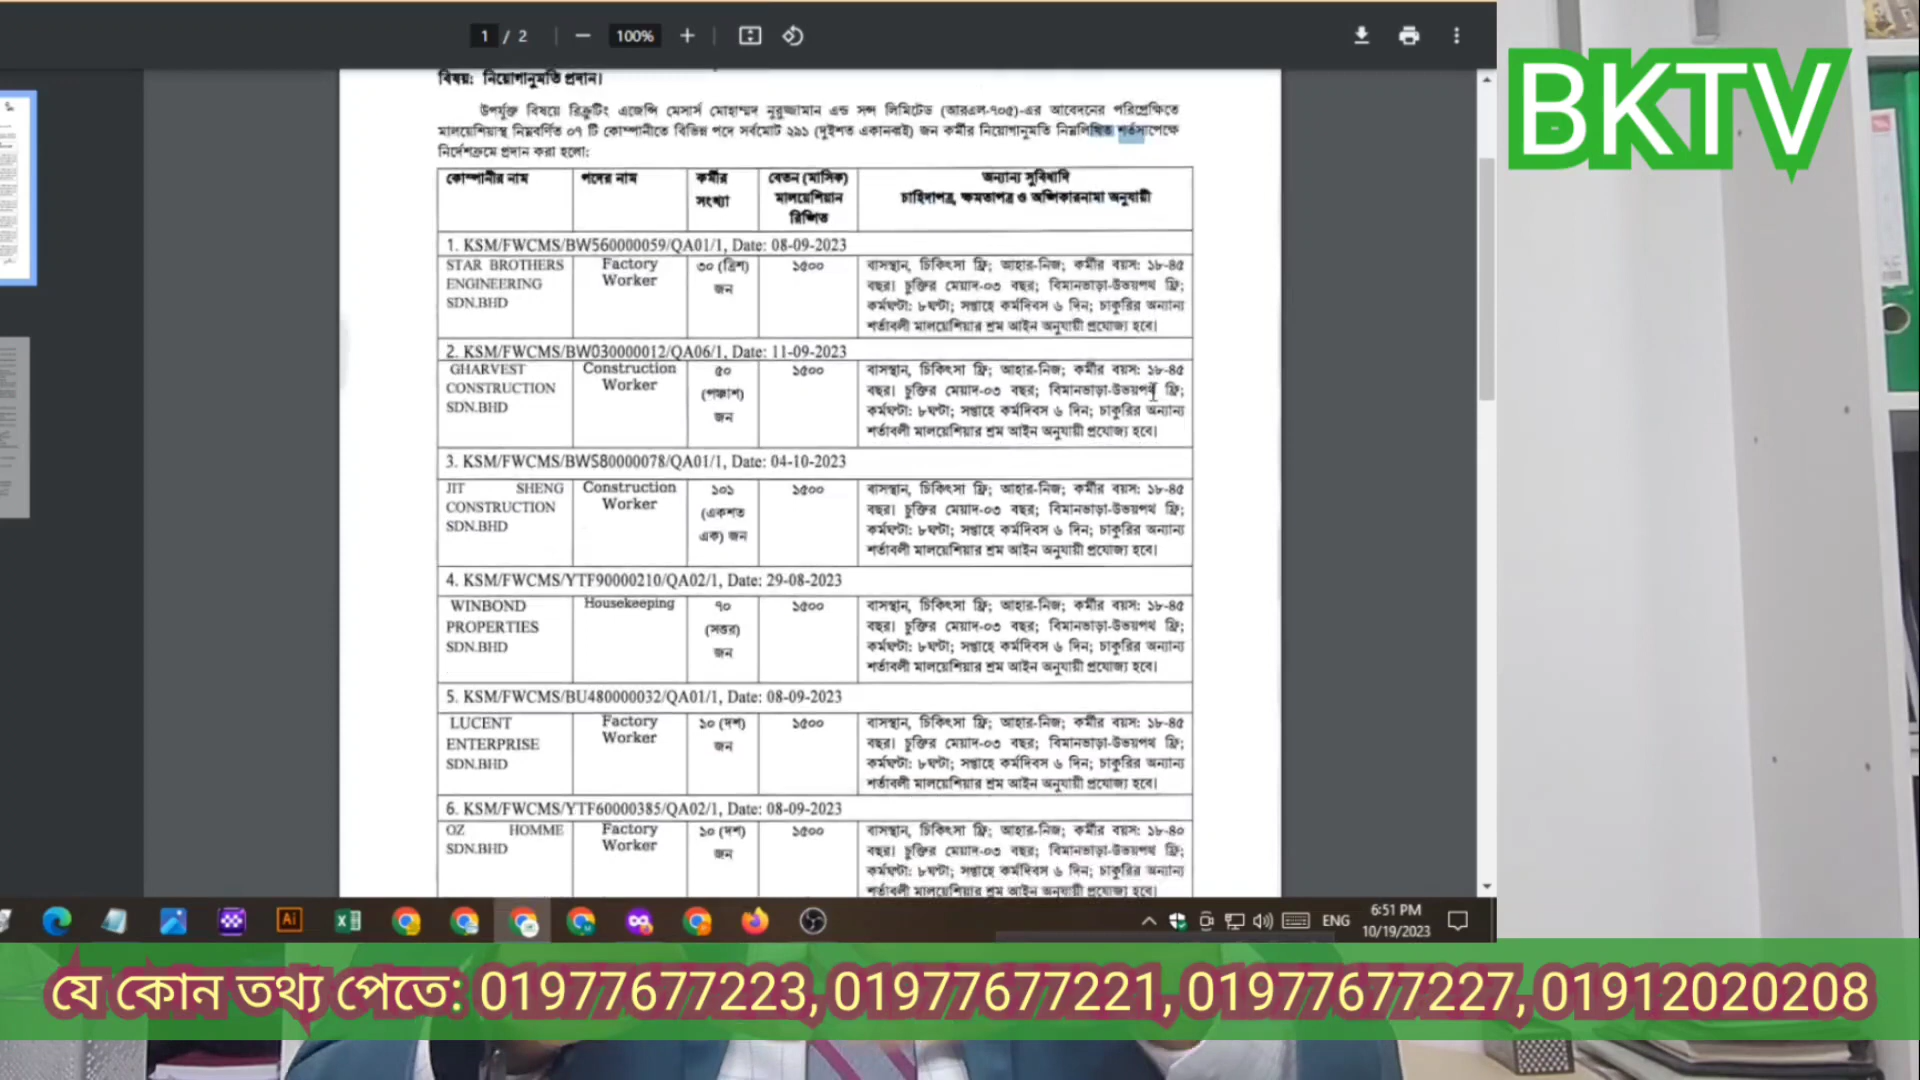 1 / 2 100%
BKTV
বিষয়: নিয়োগানুমতি প্রদান।
উপর্যুক্ত বিষয়ে রিক্রুটিং এজেন্সি মেসার্স মোহাম্মদ নুরুজ্জামান এন্ড সন্স লিমিটেড (আরএল-৭০৫)-এর আবেদনের পরিপ্রেক্ষিতে
মালয়েশিয়াস্থ নিম্নবর্ণিত ০৭ টি কোম্পানীতে বিভিন্ন পদে সর্বমোট ২৯১ (দুইশত একানব্বই) জন কর্মীর নিয়োগানুমতি নিম্নলিখিত শর্তসাপেক্ষে
নির্দেশক্রমে প্রদান করা হলো:
কোম্পানীর নাম পদের নাম কর্মীর সংখ্যা বেতন (মাসিক) মালয়েশিয়ান রিঙ্গিত অন্যান্য সুবিধাদি
চাহিদাপত্র, ক্ষমতাপত্র ও অঙ্গিকারনামা অনুযায়ী
1. KSM/FWCMS/BW560000059/QA01/1, Date: 08-09-2023
STAR BROTHERS ENGINEERING SDN.BHD Factory Worker ৩০ (ত্রিশ) জন ১৫০০ বাসস্থান, চিকিৎসা ফ্রি; আহার-নিজ; কর্মীর বয়স: ১৮-৪৫
বছর। চুক্তির মেয়াদ-০৩ বছর; বিমানভাড়া-উভয়পথ ফ্রি;
কর্মঘণ্টা: ৮ঘণ্টা; সপ্তাহে কর্মদিবস ৬ দিন; চাকুরির অন্যান্য
শর্তাবলী মালয়েশিয়ার শ্রম আইন অনুযায়ী প্রযোজ্য হবে।
2. KSM/FWCMS/BW030000012/QA06/1, Date: 11-09-2023
GHARVEST CONSTRUCTION SDN.BHD Construction Worker ৫০ (পঞ্চাশ) জন ১৫০০ বাসস্থান, চিকিৎসা ফ্রি; আহার-নিজ; কর্মীর বয়স: ১৮-৪৫
বছর। চুক্তির মেয়াদ-০৩ বছর; বিমানভাড়া-উভয়পথ ফ্রি;
কর্মঘণ্টা: ৮ঘণ্টা; সপ্তাহে কর্মদিবস ৬ দিন; চাকুরির অন্যান্য
শর্তাবলী মালয়েশিয়ার শ্রম আইন অনুযায়ী প্রযোজ্য হবে।
3. KSM/FWCMS/BW580000078/QA01/1, Date: 04-10-2023
JIT SHENG CONSTRUCTION SDN.BHD Construction Worker ১০১ (একশত এক) জন ১৫০০ বাসস্থান, চিকিৎসা ফ্রি; আহার-নিজ; কর্মীর বয়স: ১৮-৪৫
বছর। চুক্তির মেয়াদ-০৩ বছর; বিমানভাড়া-উভয়পথ ফ্রি;
কর্মঘণ্টা: ৮ঘণ্টা; সপ্তাহে কর্মদিবস ৬ দিন; চাকুরির অন্যান্য
শর্তাবলী মালয়েশিয়ার শ্রম আইন অনুযায়ী প্রযোজ্য হবে।
4. KSM/FWCMS/YTF90000210/QA02/1, Date: 29-08-2023
WINBOND PROPERTIES SDN.BHD Housekeeping ৭০ (সত্তর) জন ১৫০০ বাসস্থান, চিকিৎসা ফ্রি; আহার-নিজ; কর্মীর বয়স: ১৮-৪৫
বছর। চুক্তির মেয়াদ-০৩ বছর; বিমানভাড়া-উভয়পথ ফ্রি;
কর্মঘণ্টা: ৮ঘণ্টা; সপ্তাহে কর্মদিবস ৬ দিন; চাকুরির অন্যান্য
শর্তাবলী মালয়েশিয়ার শ্রম আইন অনুযায়ী প্রযোজ্য হবে।
5. KSM/FWCMS/BU480000032/QA01/1, Date: 08-09-2023
LUCENT ENTERPRISE SDN.BHD Factory Worker ১০ (দশ) জন ১৫০০ বাসস্থান, চিকিৎসা ফ্রি; আহার-নিজ; কর্মীর বয়স: ১৮-৪৫
বছর। চুক্তির মেয়াদ-০৩ বছর; বিমানভাড়া-উভয়পথ ফ্রি;
কর্মঘণ্টা: ৮ঘণ্টা; সপ্তাহে কর্মদিবস ৬ দিন; চাকুরির অন্যান্য
শর্তাবলী মালয়েশিয়ার শ্রম আইন অনুযায়ী প্রযোজ্য হবে।
6. KSM/FWCMS/YTF60000385/QA02/1, Date: 08-09-2023
OZ HOMME SDN.BHD Factory Worker ১০ (দশ) জন ১৫০০ বাসস্থান, চিকিৎসা ফ্রি; আহার-নিজ; কর্মীর বয়স: ১৮-৪০
বছর। চুক্তির মেয়াদ-০৩ বছর; বিমানভাড়া-উভয়পথ ফ্রি;
কর্মঘণ্টা: ৮ঘণ্টা; সপ্তাহে কর্মদিবস ৬ দিন; চাকুরির অন্যান্য
শর্তাবলী মালয়েশিয়ার শ্রম আইন অনুযায়ী প্রযোজ্য হবে।
Ai
ENG
6:51 PM
10/19/2023
যে কোন তথ্য পেতে: 01977677223, 01977677221, 01977677227, 01912020208